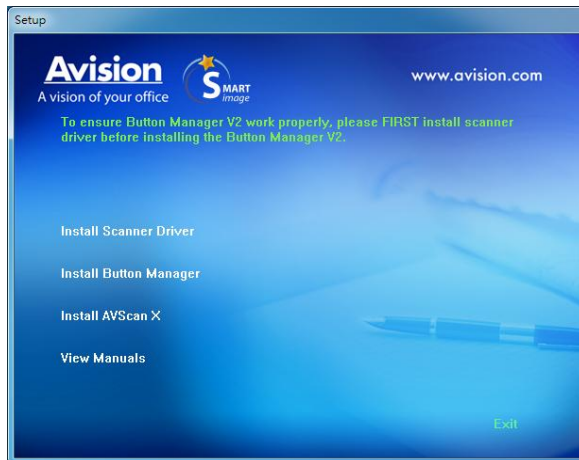 Setup
Avision
A vision of your office
SMART
image
www.avision.com
To ensure Button Manager V2 work properly, please FIRST install scanner
driver before installing the Button Manager V2.
Install Scanner Driver
Install Button Manager
Install AVScan X
View Manuals
Exit